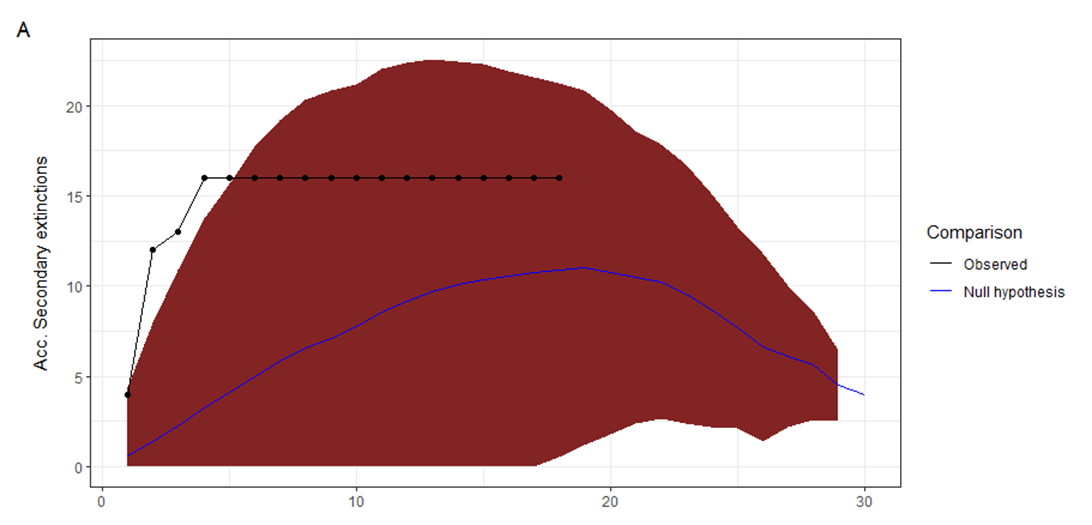 A
Acc. Secondary extinctions
20
15
10
5
0
0 10 20 30
Comparison
Observed
Null hypothesis